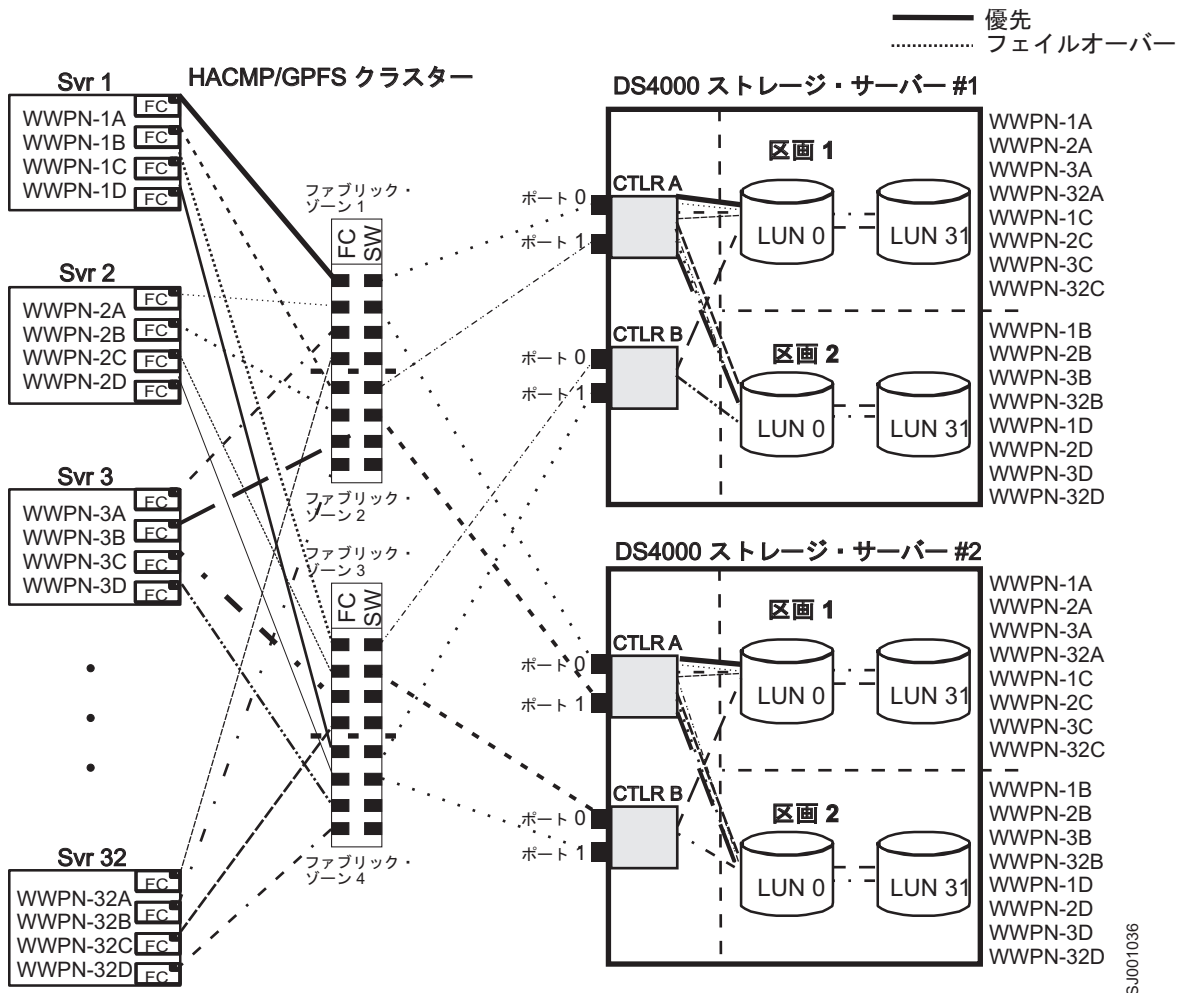 優先
フェイルオーバー
HACMP/GPFS クラスター
Svr 1
WWPN-1A
WWPN-1B
WWPN-1C
WWPN-1D
FC
FC
FC
FC
Svr 2
WWPN-2A
WWPN-2B
WWPN-2C
WWPN-2D
FC
FC
FC
FC
Svr 3
WWPN-3A
WWPN-3B
WWPN-3C
WWPN-3D
FC
FC
FC
FC
Svr 32
WWPN-32A
WWPN-32B
WWPN-32C
WWPN-32D
FC
FC
FC
FC
ファブリック・
ゾーン 1
FC
SW
ファブリック・
ゾーン 2
ファブリック・
ゾーン 3
FC
SW
ファブリック・
ゾーン 4
DS4000 ストレージ・サーバー #1
ポート 0
ポート 1
CTLR A
ポート 0
ポート 1
CTLR B
区画 1
LUN 0
LUN 31
区画 2
LUN 0
LUN 31
WWPN-1A
WWPN-2A
WWPN-3A
WWPN-32A
WWPN-1C
WWPN-2C
WWPN-3C
WWPN-32C
WWPN-1B
WWPN-2B
WWPN-3B
WWPN-32B
WWPN-1D
WWPN-2D
WWPN-3D
WWPN-32D
DS4000 ストレージ・サーバー #2
ポート 0
ポート 1
CTLR A
ポート 0
ポート 1
CTLR B
区画 1
LUN 0
LUN 31
区画 2
LUN 0
LUN 31
WWPN-1A
WWPN-2A
WWPN-3A
WWPN-32A
WWPN-1C
WWPN-2C
WWPN-3C
WWPN-32C
WWPN-1B
WWPN-2B
WWPN-3B
WWPN-32B
WWPN-1D
WWPN-2D
WWPN-3D
WWPN-32D
SJ001036